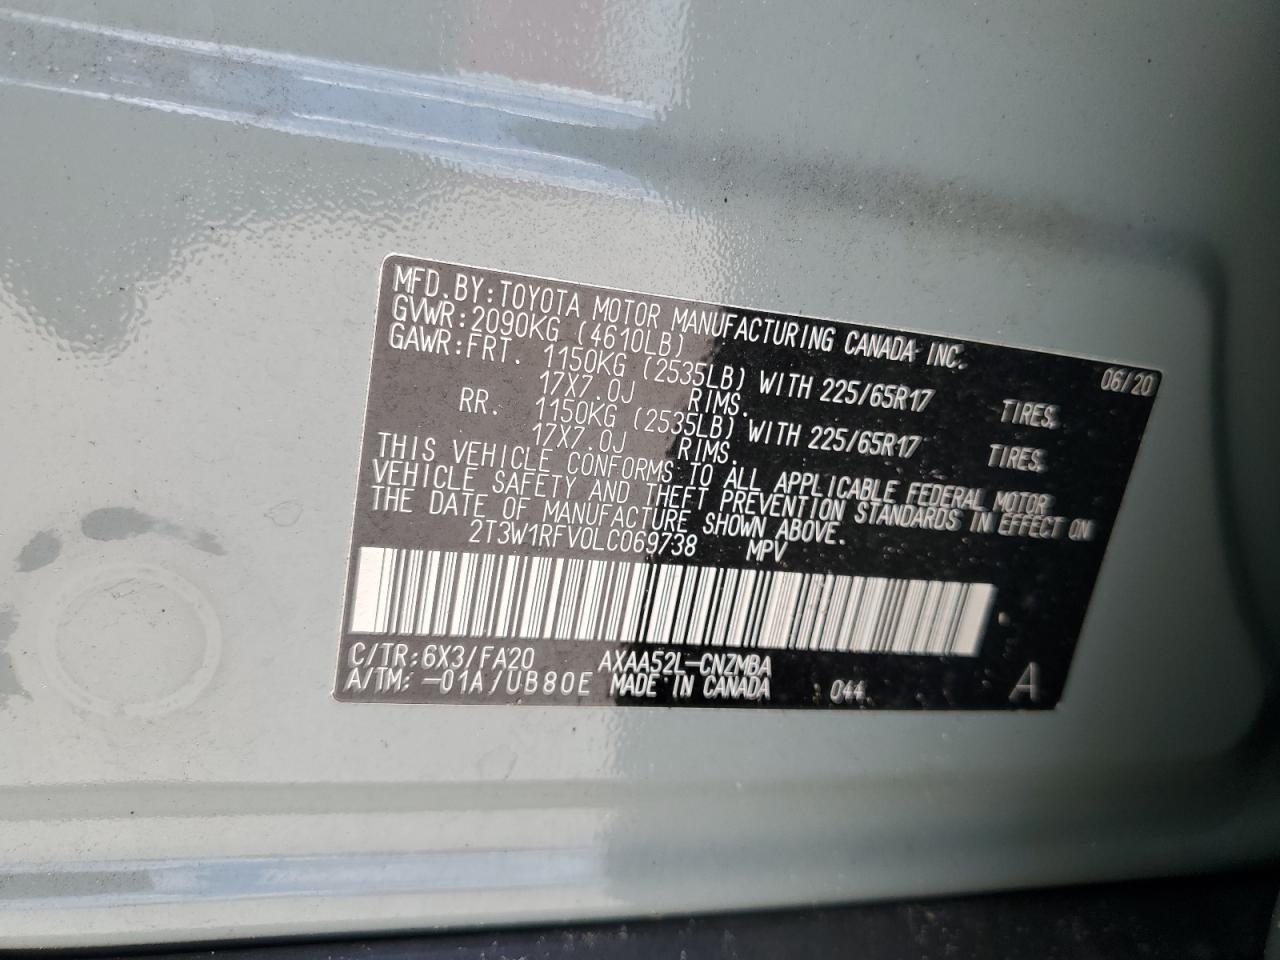 MFD. BY: TOYOTA MOTOR MANUFACTURING CANADA INC.
GVWR: 2090KG (4610LB) 06/20
GAWR: FRT. 1150KG (2535LB) WITH 225/65R17 TIRES,
17X7.0J RIMS.
RR. 1150KG (2535LB) WITH 225/65R17 TIRES,
17X7.0J RIMS.
THIS VEHICLE CONFORMS TO ALL APPLICABLE FEDERAL MOTOR
VEHICLE SAFETY AND THEFT PREVENTION STANDARDS IN EFFECT ON
THE DATE OF MANUFACTURE SHOWN ABOVE.
2T3W1RFV0LC069738 MPV
C/TR: 6X3/FA20 AXAA52L-CNZMBA
A/TM: -01A/UB80E MADE IN CANADA 044 A